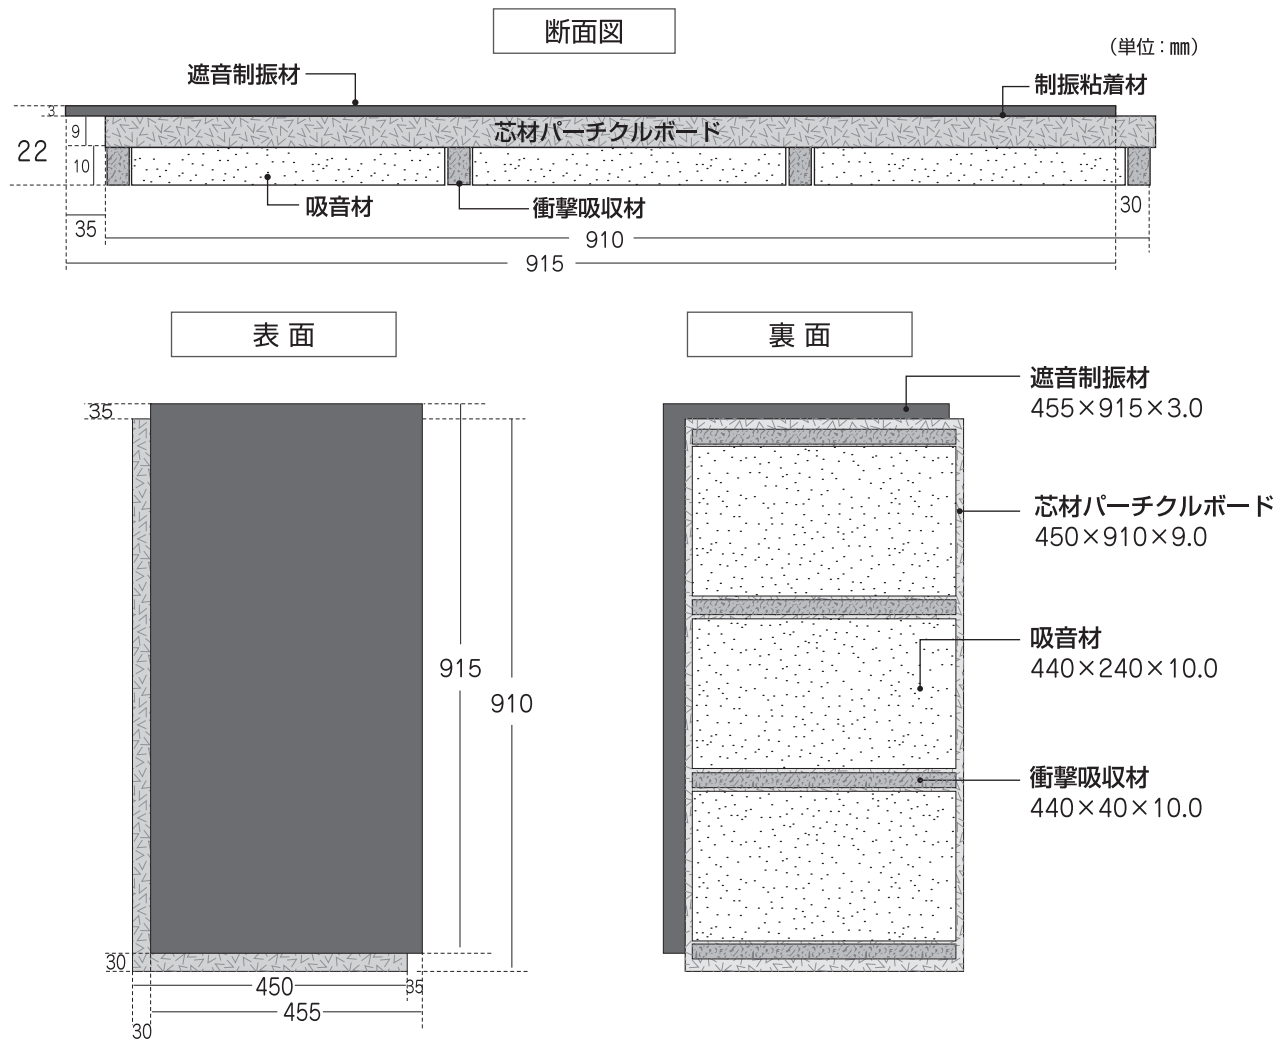 断面図
（単位：㎜）
遮音制振材
制振粘着材
3
芯材パーチクルボード
9
22
10
吸音材
衝撃吸収材
30
35
910
915
表 面
裏 面
遮音制振材
455×915×3.0
35
芯材パーチクルボード
450×910×9.0
吸音材
440×240×10.0
915
910
衝撃吸収材
440×40×10.0
30
450
35
455
30